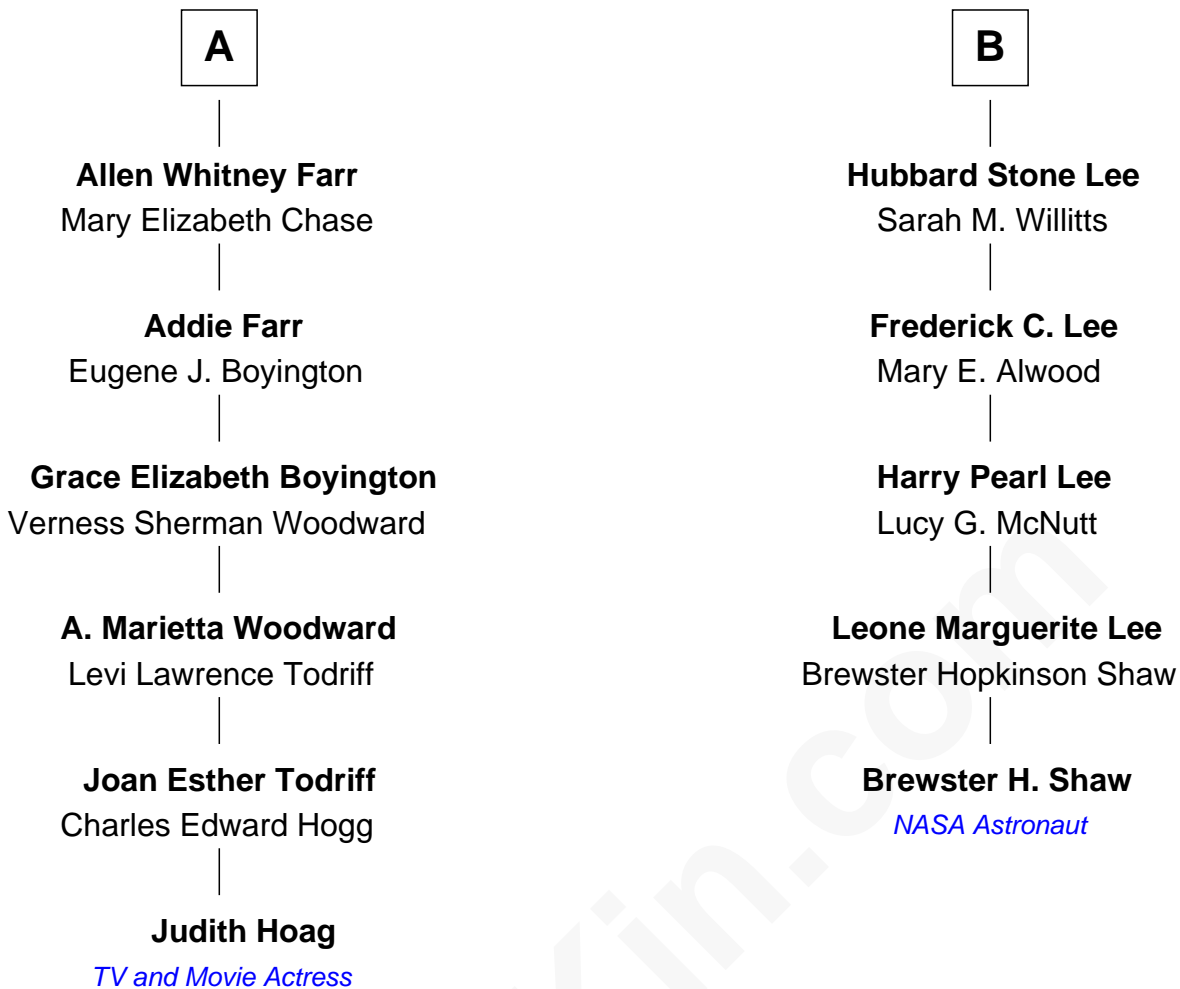 A
Allen Whitney Farr
Mary Elizabeth Chase
Addie Farr
Eugene J. Boyington
Grace Elizabeth Boyington
Verness Sherman Woodward
A. Marietta Woodward
Levi Lawrence Todriff
Joan Esther Todriff
Charles Edward Hogg
Judith Hoag
TV and Movie Actress
B
Hubbard Stone Lee
Sarah M. Willitts
Frederick C. Lee
Mary E. Alwood
Harry Pearl Lee
Lucy G. McNutt
Leone Marguerite Lee
Brewster Hopkinson Shaw
Brewster H. Shaw
NASA Astronaut
Kin.com